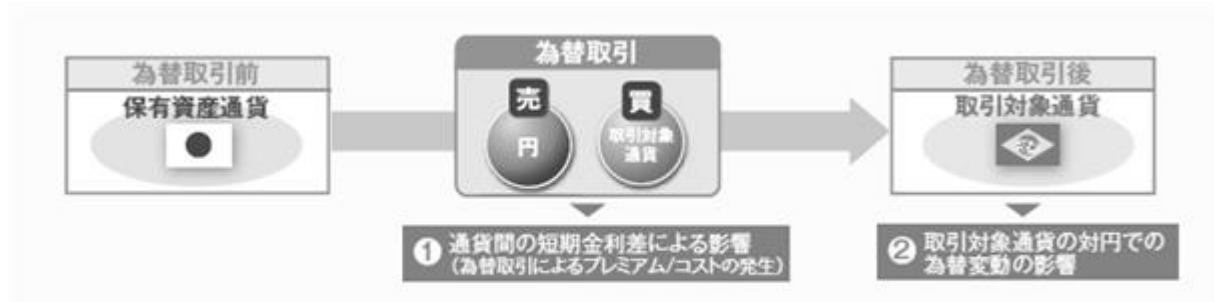 為替取引前
保有資産通貨
為替取引
売
円
買
取引対象
通貨
❶ 通貨間の短期金利差による影響
(為替取引によるプレミアム/コストの発生)
為替取引後
取引対象通貨
❷ 取引対象通貨の対円での
為替変動の影響